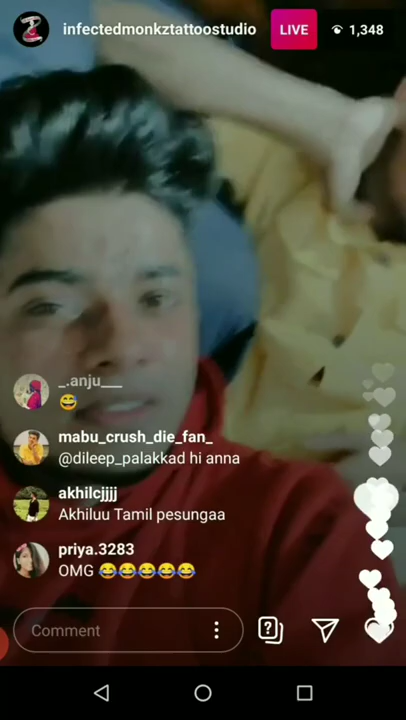 infectedmonkztattoostudio LIVE 1,348
_.anju___
😂
mabu_crush_die_fan_
@dileep_palakkad hi anna
akhilcjjjj
Akhiluu Tamil pesungaa
priya.3283
OMG 😂😂😂😂😂
Comment